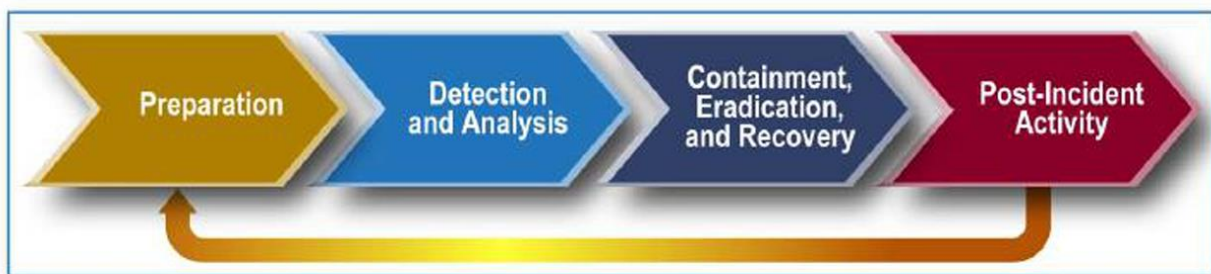 Preparation
Detection
and Analysis
Containment,
Eradication,
and Recovery
Post-Incident
Activity